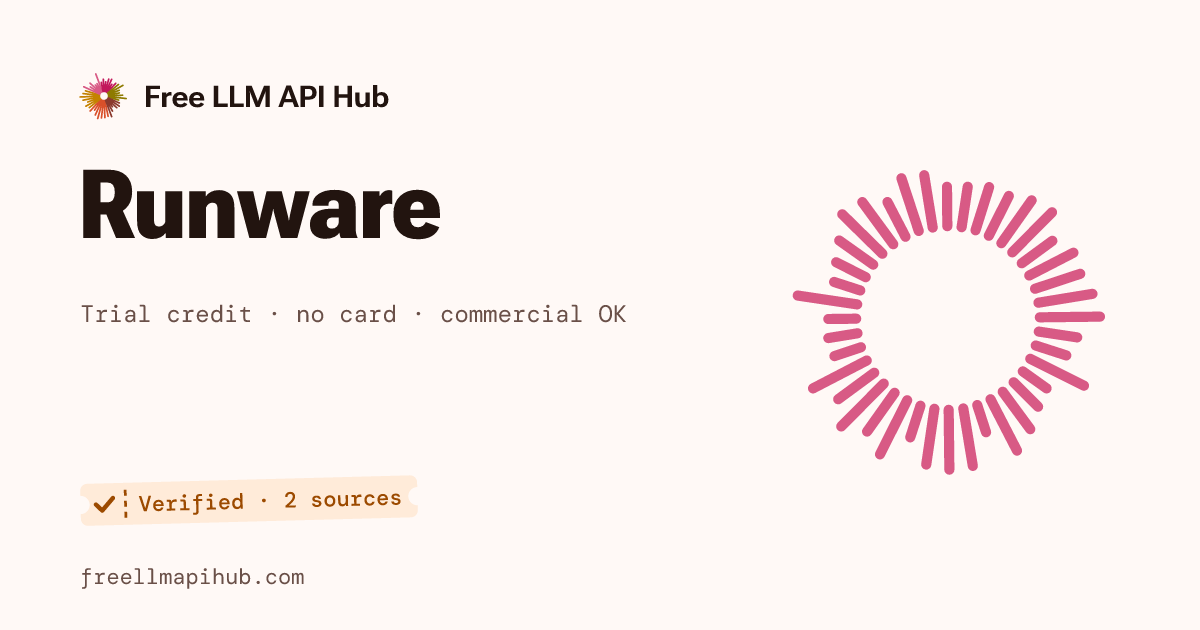 Free LLM API Hub
Runware
Trial credit · no card · commercial OK
Verified · 2 sources
freellmapihub.com